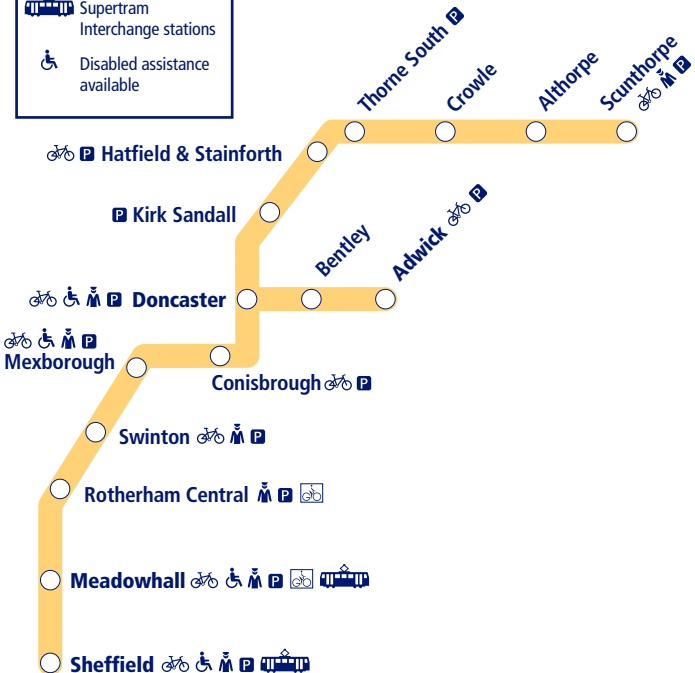 Supertram
Interchange stations
Disabled assistance
available
Thorne South P
Crowle
Althorpe
Scunthorpe
P
P Hatfield & Stainforth
P Kirk Sandall
Bentley
Adwick P
P Doncaster
P
Mexborough
Conisbrough P
Swinton P
Rotherham Central P
Meadowhall P
Sheffield P